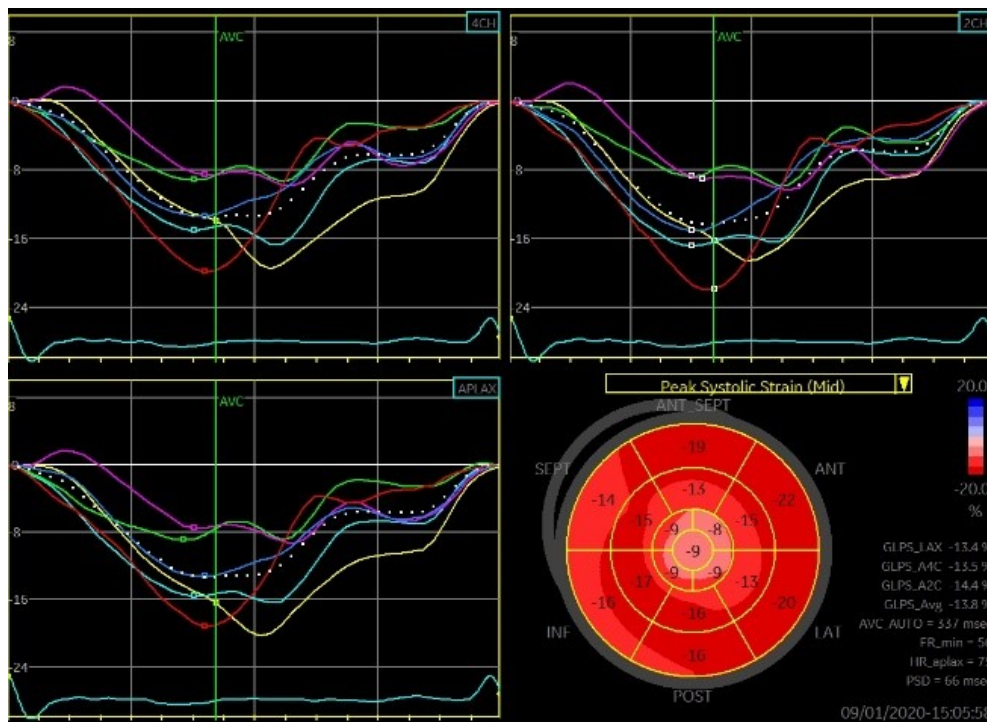 4CH
8
AVC
0
-8
-16
-24
2CH
8
AVC
0
-8
-16
-24
APLAX
8
AVC
0
-8
-16
-24
Peak Systolic Strain (Mid)
ANT_SEPT
SEPT
ANT
INF
LAT
POST
-19
-14
-22
-13
-15
-15
-9
-8
-9
-9
-9
-17
-13
-16
-20
-16
-16
20.0
-20.0
%
GLPS_LAX -13.4 %
GLPS_A4C -13.5 %
GLPS_A2C -14.4 %
GLPS_Avg -13.8 %
AVC_AUTO = 337 msec
FR_min = 5
HR_aplax = 7
PSD = 66 msec
09/01/2020-15:05:5